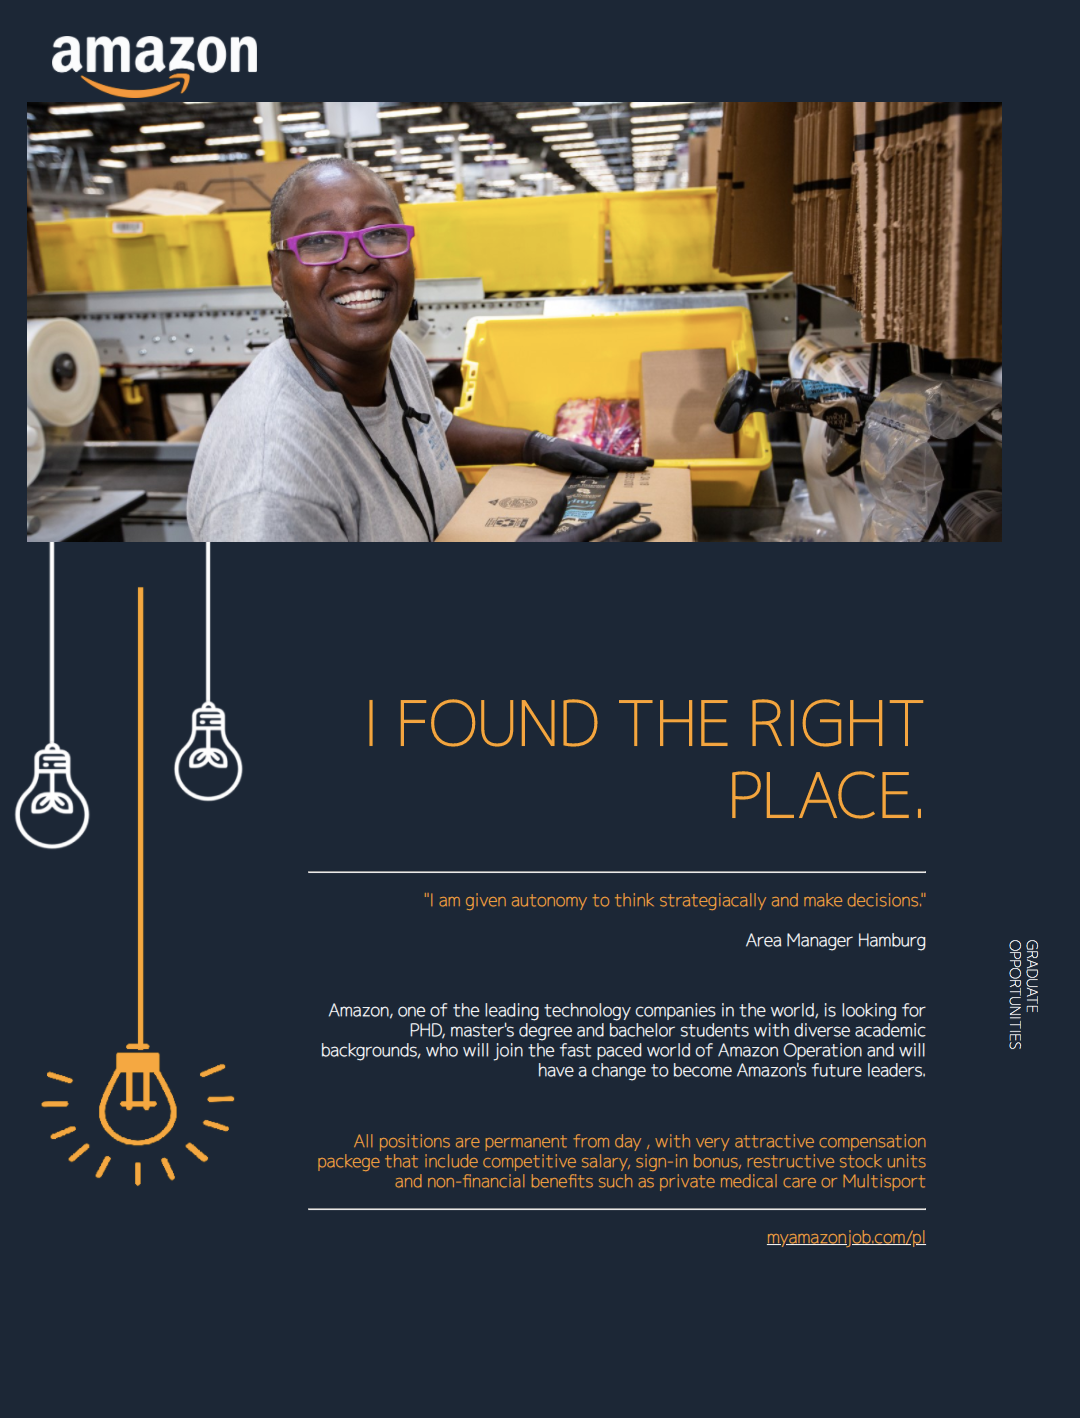 amazon
I FOUND THE RIGHT
PLACE.
"I am given autonomy to think strategiacally and make decisions."
Area Manager Hamburg
Amazon, one of the leading technology companies in the world, is looking for
PHD, master's degree and bachelor students with diverse academic
backgrounds, who will join the fast paced world of Amazon Operation and will
have a change to become Amazon's future leaders.
All positions are permanent from day , with very attractive compensation
packege that include competitive salary, sign-in bonus, restructive stock units
and non-financial benefits such as private medical care or Multisport
myamazonjob.com/pl
GRADUATE
OPPORTUNITIES